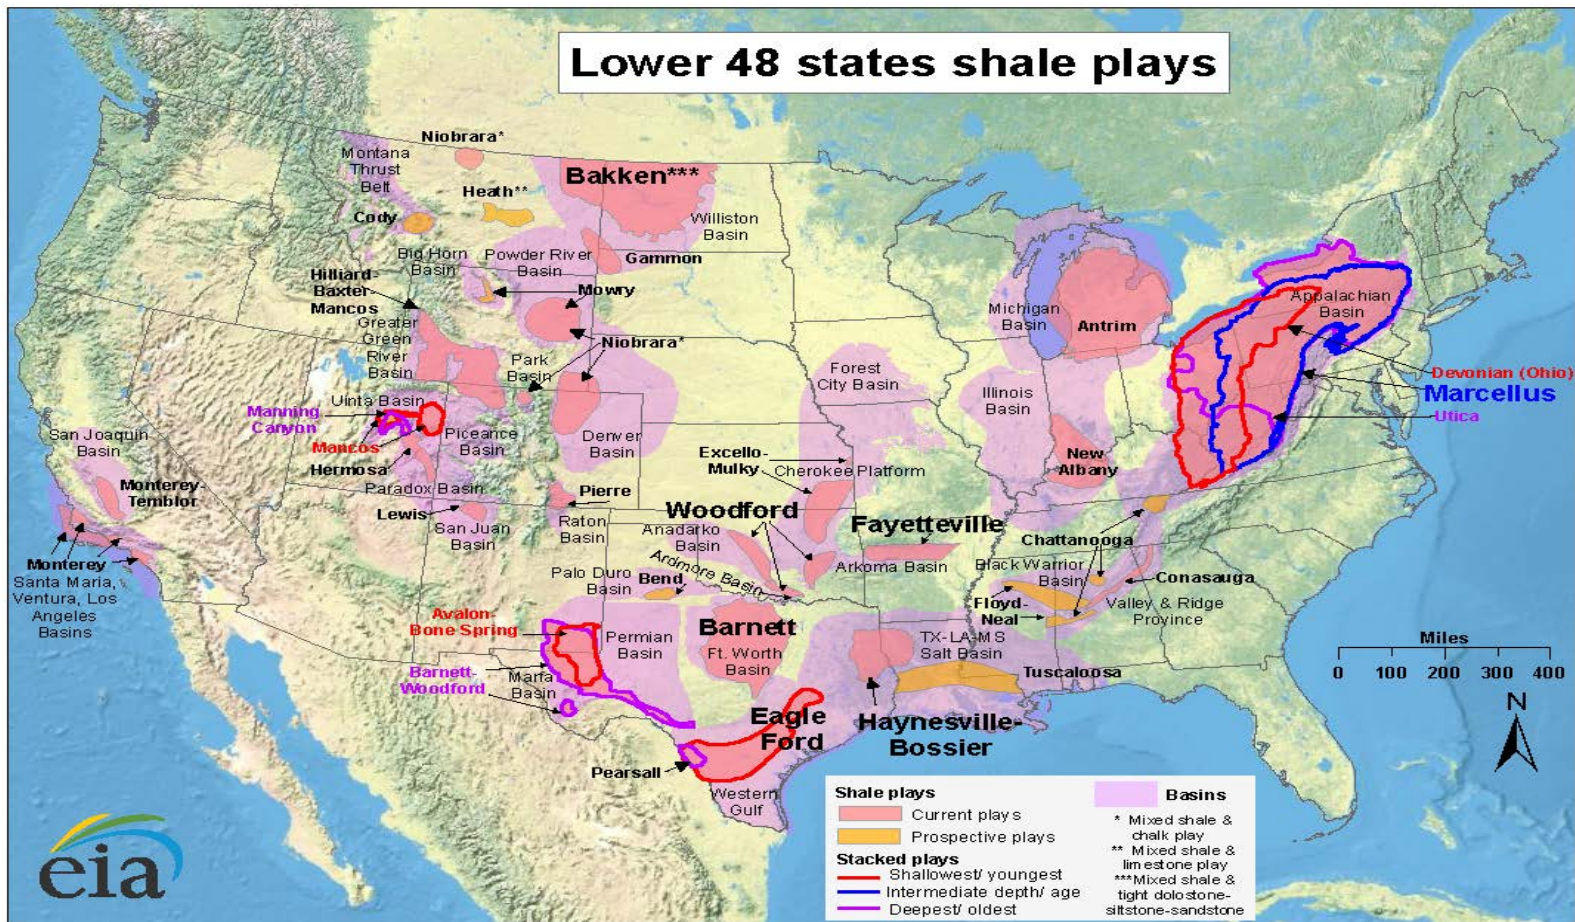 Lower 48 states shale plays
Niobrara*
Montana
Thrust
Belt
Bakken***
Heath**
Williston
Basin
Cody
Big Horn
Basin
Powder River
Basin
Gammon
Hilliard-
Baxter-
Mancos
Mowry
Greater
Green
River
Basin
Niobrara*
Park
Basin
Michigan
Basin
Antrim
Appalachian
Basin
Devonian (Ohio)
Marcellus
Utica
Forest
City Basin
Illinois
Basin
Uinta Basin
Manning
Canyon
Mancos
Piceance
Basin
Denver
Basin
Hermosa
Paradox Basin
San Joaquin
Basin
Monterey-
Temblor
Excello-
Mulky
Cherokee Platform
New
Albany
Pierre
Lewis
San Juan
Basin
Raton
Basin
Woodford
Anadarko
Basin
Fayetteville
Arkoma Basin
Chattanooga
Monterey
Santa Maria,
Ventura, Los
Angeles
Basins
Palo Duro
Basin
Bend
Ardmore Basin
Black Warrior
Basin
Conasauga
Floyd-
Neal
Valley & Ridge
Province
Avalon-
Bone Spring
Permian
Basin
Barnett
Ft. Worth
Basin
TX-LA-MS
Salt Basin
Tuscaloosa
Barnett-
Woodford
Marfa
Basin
Eagle
Ford
Haynesville-
Bossier
Pearsall
Western
Gulf
Miles
0 100 200 300 400
N
Shale plays
Current plays
Prospective plays
Stacked plays
Shallowest/ youngest
Intermediate depth/ age
Deepest/ oldest
Basins
* Mixed shale &
chalk play
** Mixed shale &
limestone play
***Mixed shale &
tight dolostone-
siltstone-sandstone
eia